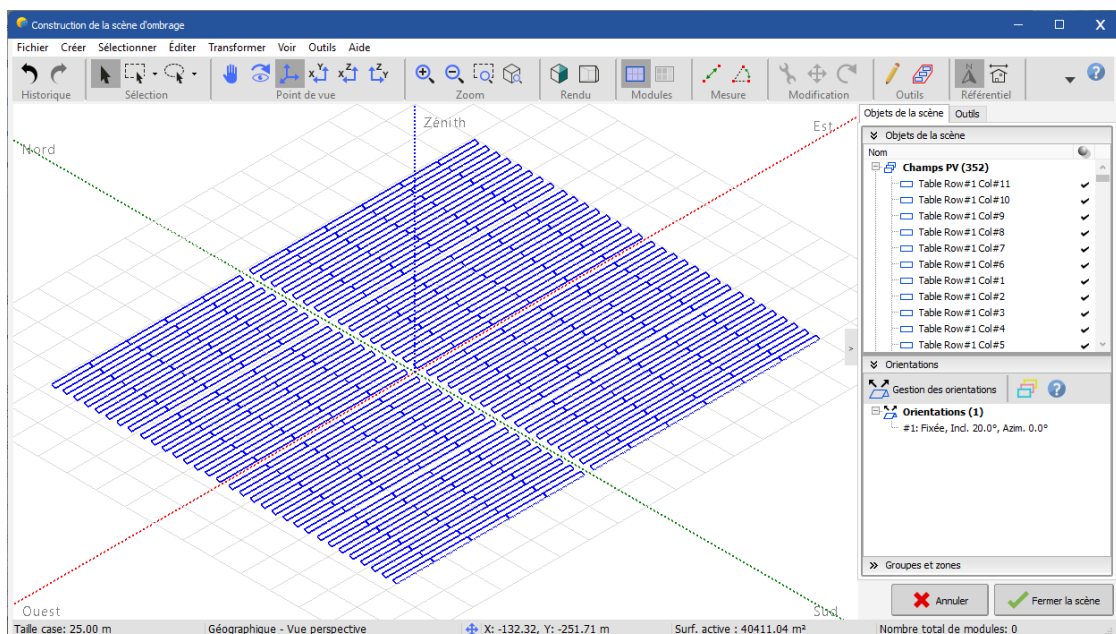 Construction de la scène d'ombrage
Fichier Créer Sélectionner Éditer Transformer Voir Outils Aide
Historique Sélection Point de vue Zoom Rendu Modules Mesure Modification Outils Référentiel
Objets de la scène Outils
Objets de la scène
Nom
Champs PV (352)
Table Row#1 Col#11
Table Row#1 Col#10
Table Row#1 Col#9
Table Row#1 Col#8
Table Row#1 Col#7
Table Row#1 Col#6
Table Row#1 Col#1
Table Row#1 Col#2
Table Row#1 Col#3
Table Row#1 Col#4
Table Row#1 Col#5
Orientations
Gestion des orientations
Orientations (1)
#1: Fixée, Incl. 20.0°, Azim. 0.0°
Groupes et zones
Annuler Fermer la scène
Zénith
Est
Nord
Ouest
Sud
Taille case: 25.00 m Géographique - Vue perspective X: -132.32, Y: -251.71 m Surf. active : 40411.04 m² Nombre total de modules: 0